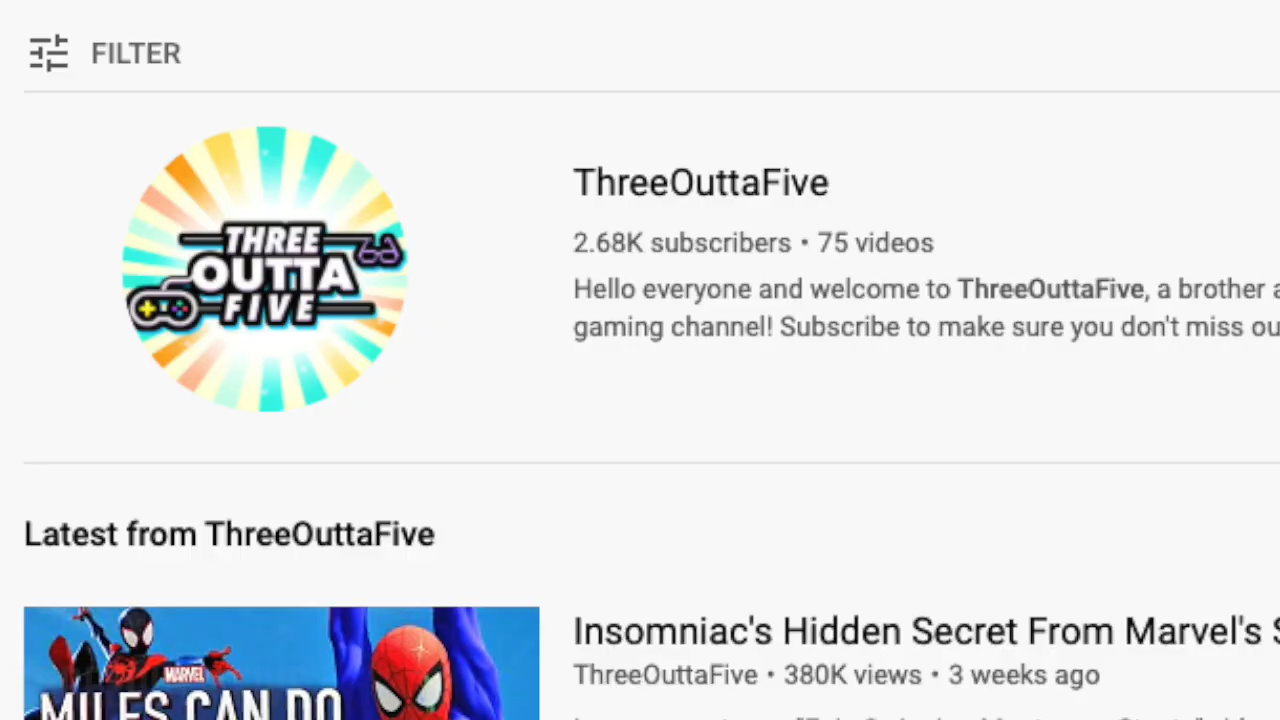 FILTER
THREE
OUTTA
FIVE
ThreeOuttaFive
2.68K subscribers • 75 videos
Hello everyone and welcome to ThreeOuttaFive, a brother
gaming channel! Subscribe to make sure you don't miss
Latest from ThreeOuttaFive
MARVEL
MILES CAN DO
Insomniac's Hidden Secret From Marvel's
ThreeOuttaFive • 380K views • 3 weeks ago